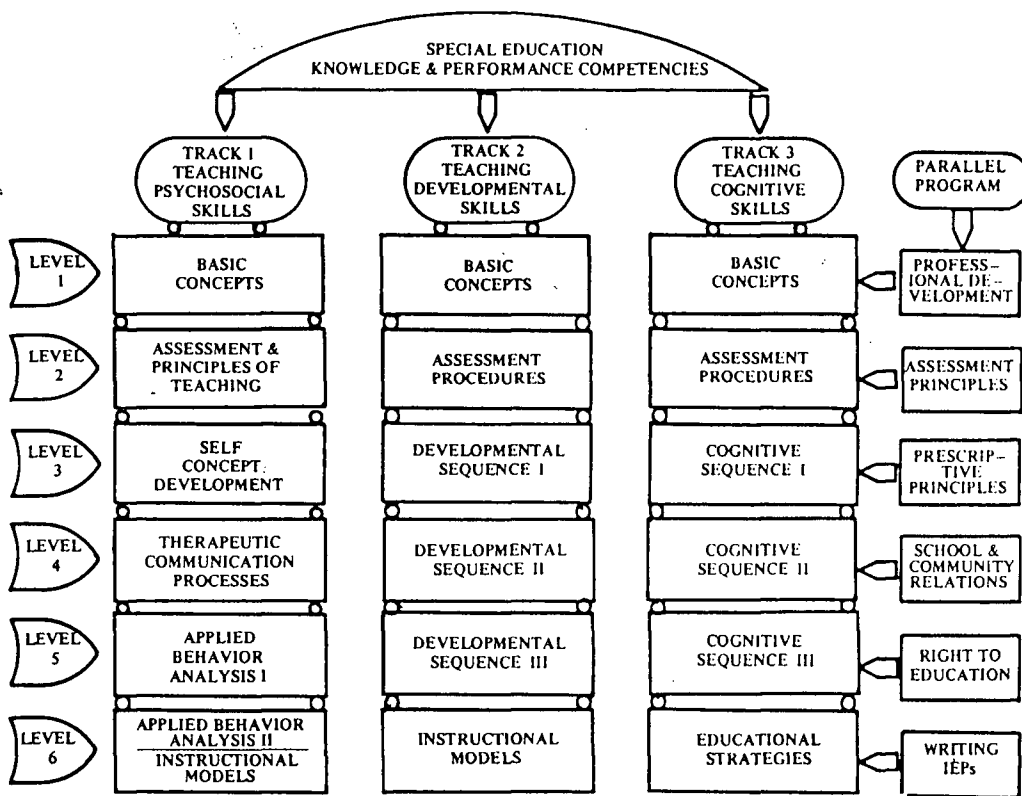 SPECIAL EDUCATION
KNOWLEDGE & PERFORMANCE COMPETENCIES
TRACK 1
TEACHING
PSYCHOSOCIAL
SKILLS
TRACK 2
TEACHING
DEVELOPMENTAL
SKILLS
TRACK 3
TEACHING
COGNITIVE
SKILLS
PARALLEL
PROGRAM
LEVEL
1
BASIC
CONCEPTS
BASIC
CONCEPTS
BASIC
CONCEPTS
PROFESS-
IONAL DE-
VELOPMENT
LEVEL
2
ASSESSMENT &
PRINCIPLES OF
TEACHING
ASSESSMENT
PROCEDURES
ASSESSMENT
PROCEDURES
ASSESSMENT
PRINCIPLES
LEVEL
3
SELF
CONCEPT
DEVELOPMENT
DEVELOPMENTAL
SEQUENCE I
COGNITIVE
SEQUENCE I
PRESCRIP-
TIVE
PRINCIPLES
LEVEL
4
THERAPEUTIC
COMMUNICATION
PROCESSES
DEVELOPMENTAL
SEQUENCE II
COGNITIVE
SEQUENCE II
SCHOOL &
COMMUNITY
RELATIONS
LEVEL
5
APPLIED
BEHAVIOR
ANALYSIS I
DEVELOPMENTAL
SEQUENCE III
COGNITIVE
SEQUENCE III
RIGHT TO
EDUCATION
LEVEL
6
APPLIED BEHAVIOR
ANALYSIS II
INSTRUCTIONAL
MODELS
INSTRUCTIONAL
MODELS
EDUCATIONAL
STRATEGIES
WRITING
IEPs